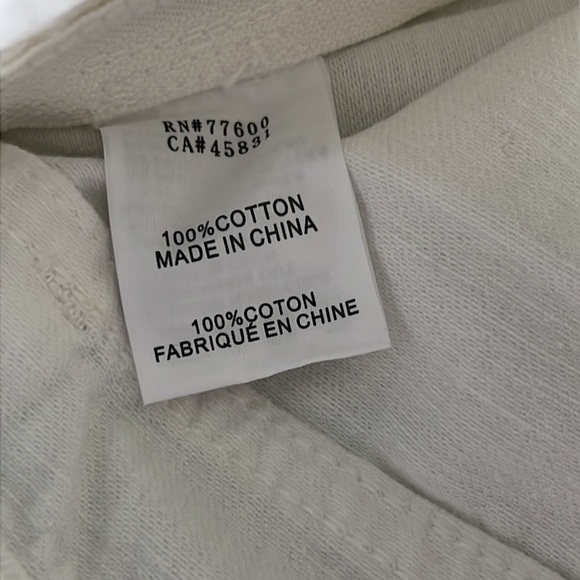 RN#77600
CA#45831
100%COTTON
MADE IN CHINA
100%COTON
FABRIQUÉ EN CHINE